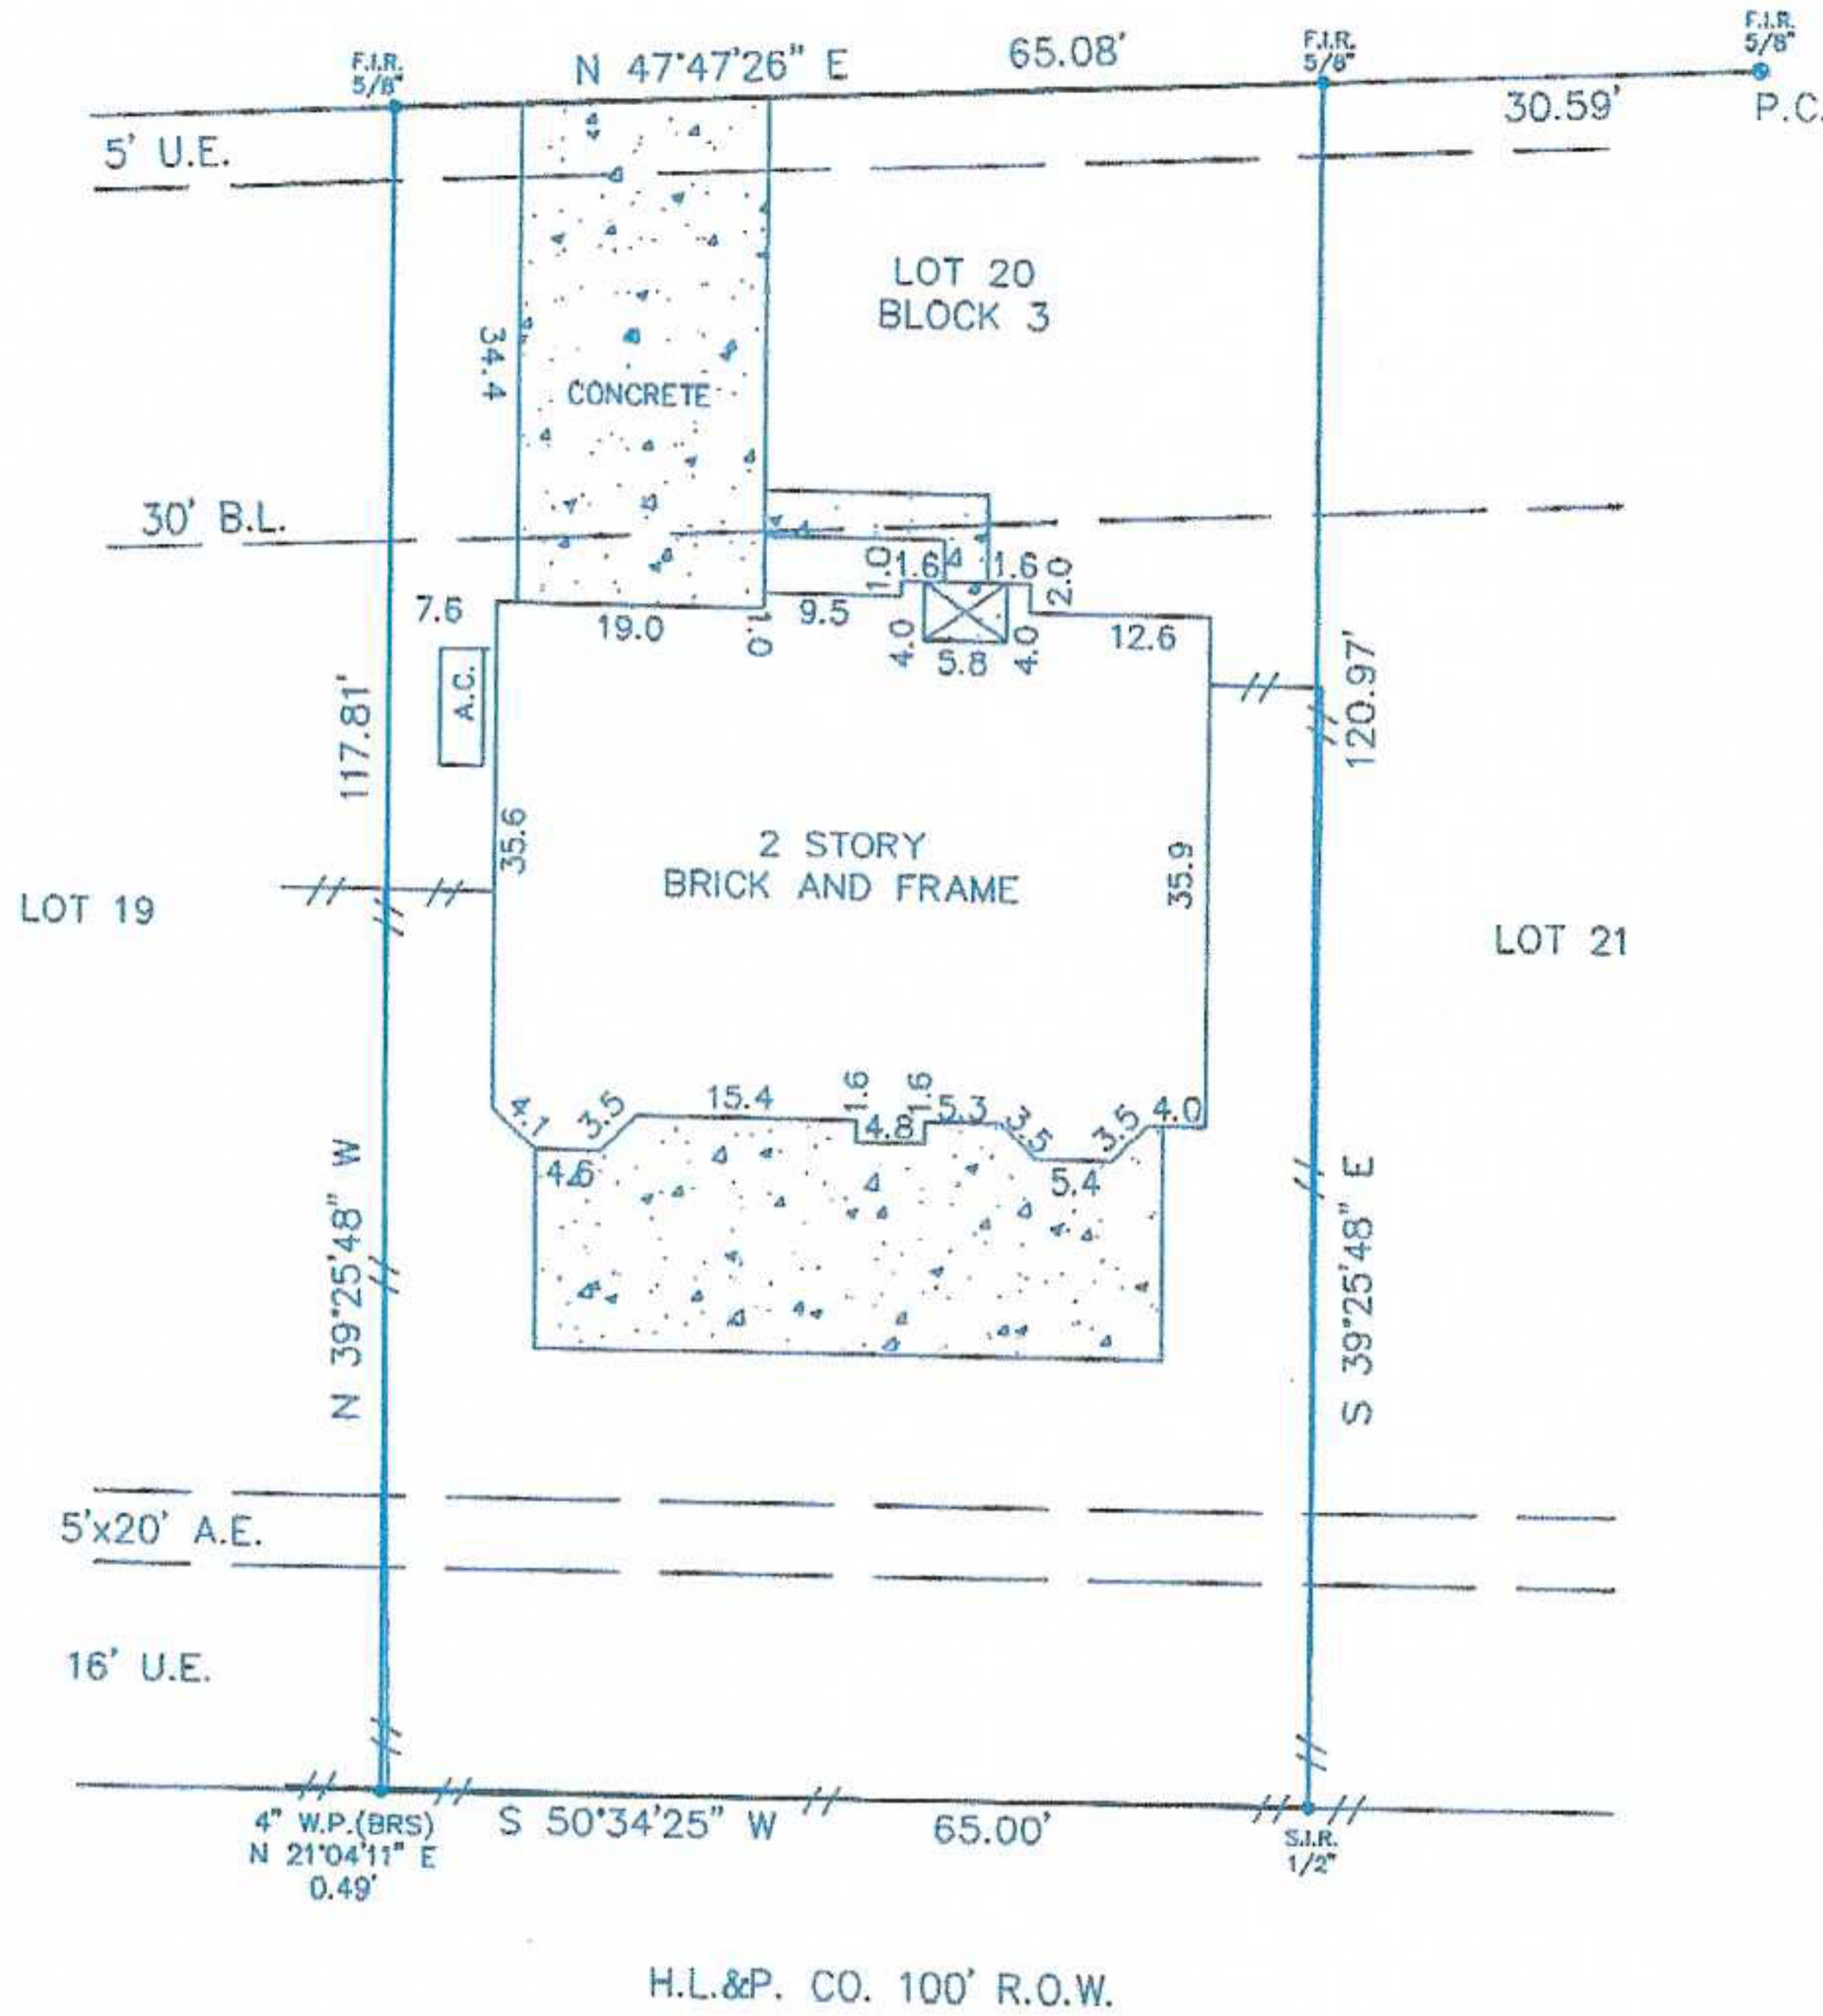 F.I.R.
5/8"
N 47°47'26" E
65.08'
F.I.R.
5/8"
F.I.R.
5/8"
30.59'
P.C.
5' U.E.
LOT 20
BLOCK 3
34.4
CONCRETE
30' B.L.
1.0
1.6
1.6
2.0
7.6
19.0
1.0
9.5
4.0
5.8
4.0
12.6
A.C.
117.81'
120.97'
35.6
2 STORY
BRICK AND FRAME
35.9
LOT 19
LOT 21
4.1
3.5
15.4
1.6
4.8
1.6
5.3
3.5
3.5
4.0
4.6
5.4
N 39°25'48" W
S 39°25'48" E
5'x20' A.E.
16' U.E.
4" W.P.(BRS)
N 21°04'11" E
0.49'
S 50°34'25" W
65.00'
S.I.R.
1/2"
H.L.&P. CO. 100' R.O.W.